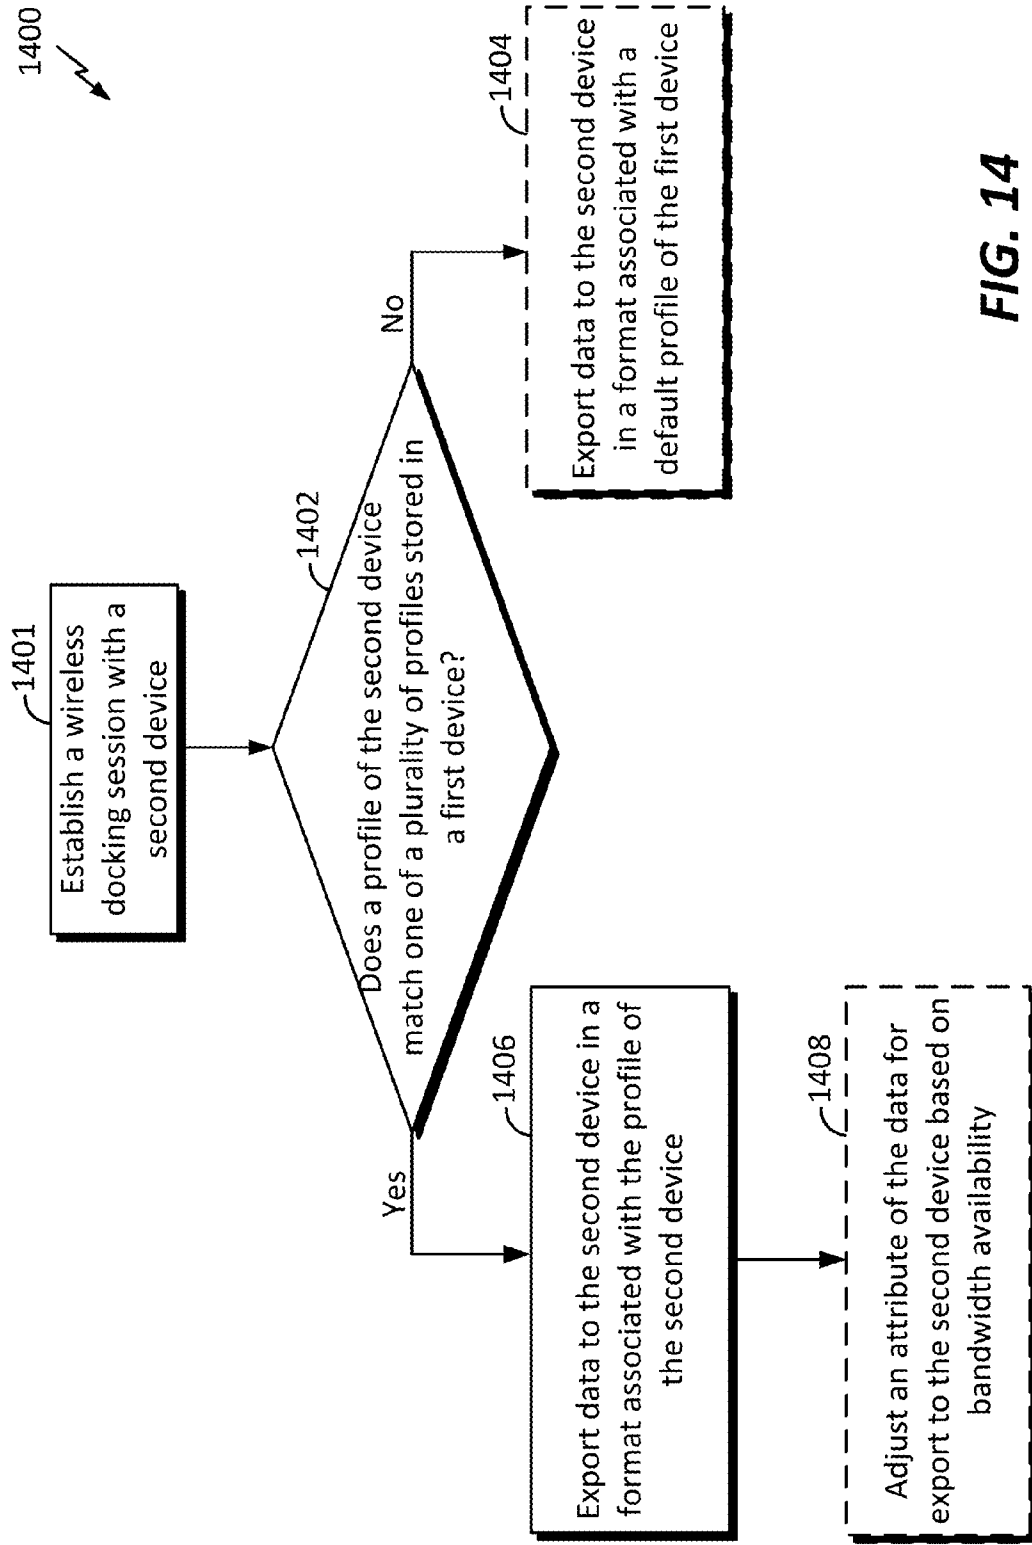 1400
1401
Establish a wireless
docking session with a
second device
1402
Does a profile of the second device
match one of a plurality of profiles stored in
a first device?
Yes
No
1406
Export data to the second device in a
format associated with the profile of
the second device
1404
Export data to the second device
in a format associated with a
default profile of the first device
1408
Adjust an attribute of the data for
export to the second device based on
bandwidth availability
FIG. 14